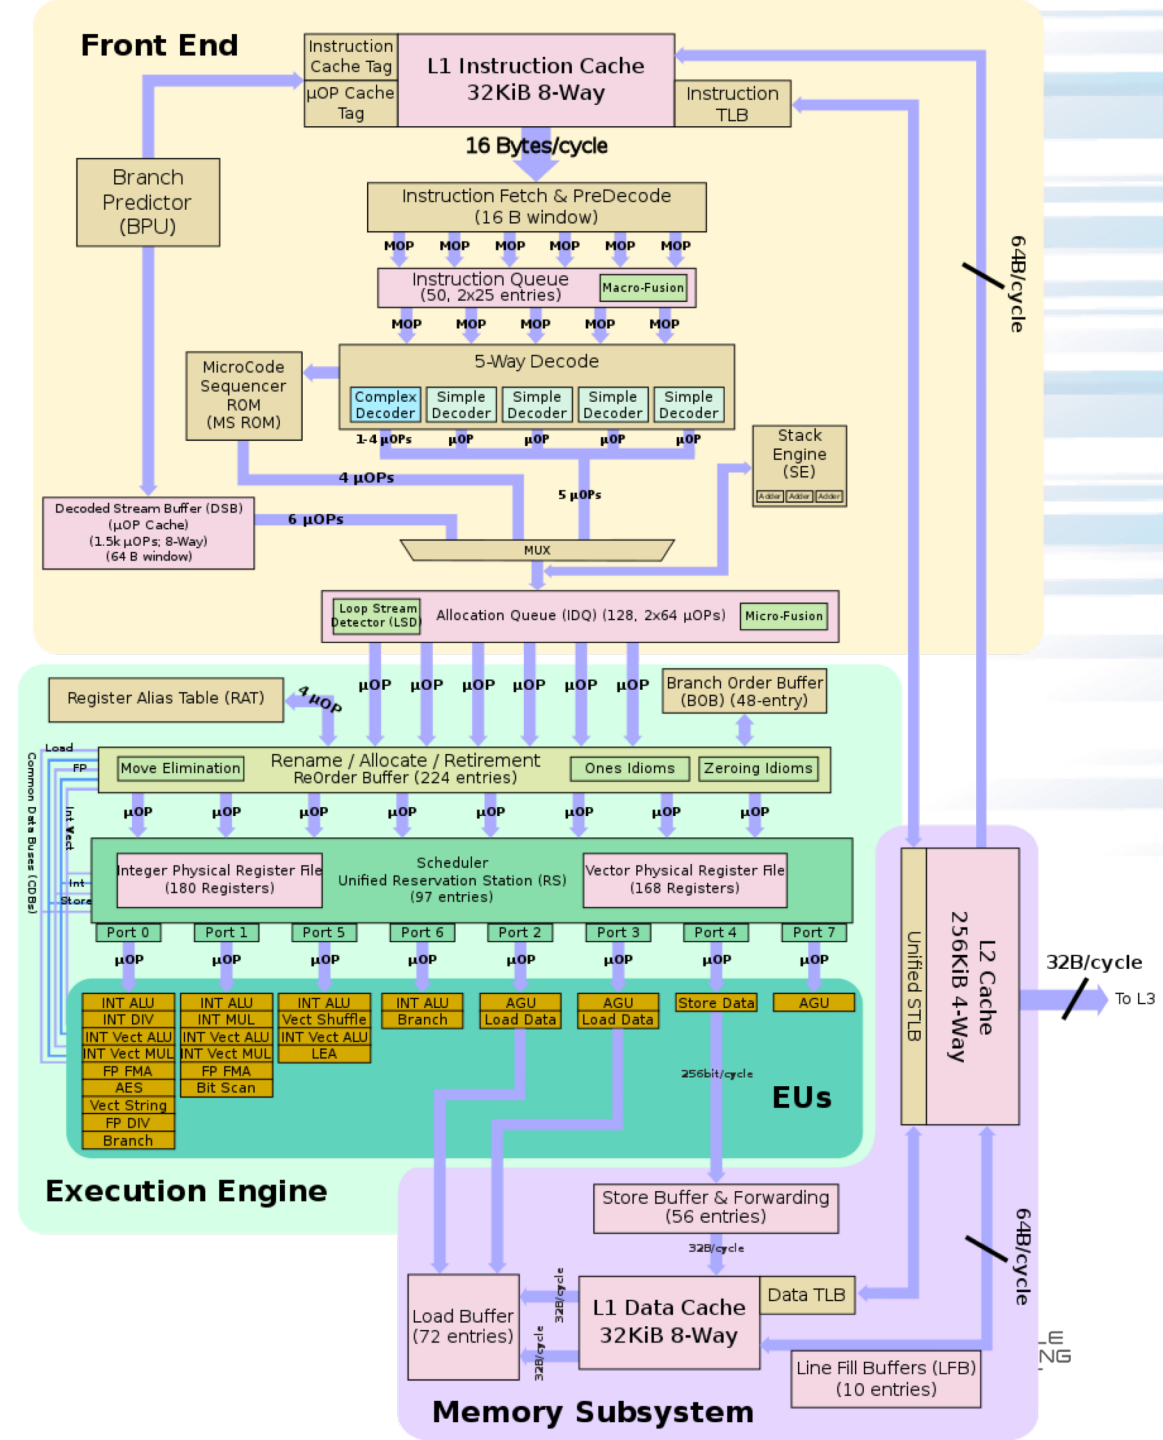 Front End
Instruction
Cache Tag
µOP Cache
Tag
L1 Instruction Cache
32KiB 8-Way
Instruction
TLB
16 Bytes/cycle
Branch
Predictor
(BPU)
Instruction Fetch & PreDecode
(16 B window)
MOP MOP MOP MOP MOP MOP
Instruction Queue
(50, 2x25 entries)
Macro-Fusion
64B/cycle
MOP MOP MOP MOP MOP
MicroCode
Sequencer
ROM
(MS ROM)
5-Way Decode
Complex
Decoder
Simple
Decoder
Simple
Decoder
Simple
Decoder
Simple
Decoder
1-4 µOPs µOP µOP µOP µOP
Stack
Engine
(SE)
Adder Adder Adder
4 µOPs
5 µOPs
Decoded Stream Buffer (DSB)
(µOP Cache)
(1.5k µOPs; 8-Way)
(64 B window)
6 µOPs
MUX
Loop Stream
Detector (LSD)
Allocation Queue (IDQ) (128, 2x64 µOPs)
Micro-Fusion
Register Alias Table (RAT)
4 µOP
µOP µOP µOP µOP µOP µOP
Branch Order Buffer
(BOB) (48-entry)
Load
FP
Common Data Buses (CDBs)
Int Vect
Int
Store
Move Elimination
Rename / Allocate / Retirement
ReOrder Buffer (224 entries)
Ones Idioms
Zeroing Idioms
µOP µOP µOP µOP µOP µOP µOP µOP
Integer Physical Register File
(180 Registers)
Scheduler
Unified Reservation Station (RS)
(97 entries)
Vector Physical Register File
(168 Registers)
Port 0 Port 1 Port 5 Port 6 Port 2 Port 3 Port 4 Port 7
µOP µOP µOP µOP µOP µOP µOP µOP
INT ALU
INT DIV
INT Vect ALU
INT Vect MUL
FP FMA
AES
Vect String
FP DIV
Branch
INT ALU
INT MUL
INT Vect ALU
INT Vect MUL
FP FMA
Bit Scan
INT ALU
Vect Shuffle
INT Vect ALU
LEA
INT ALU
Branch
AGU
Load Data
AGU
Load Data
Store Data
AGU
256bit/cycle
EUs
Unified STLB
L2 Cache
256KiB 4-Way
32B/cycle
To L3
Execution Engine
Store Buffer & Forwarding
(56 entries)
32B/cycle
64B/cycle
Load Buffer
(72 entries)
32B/cycle
32B/cycle
L1 Data Cache
32KiB 8-Way
Data TLB
Line Fill Buffers (LFB)
(10 entries)
Memory Subsystem